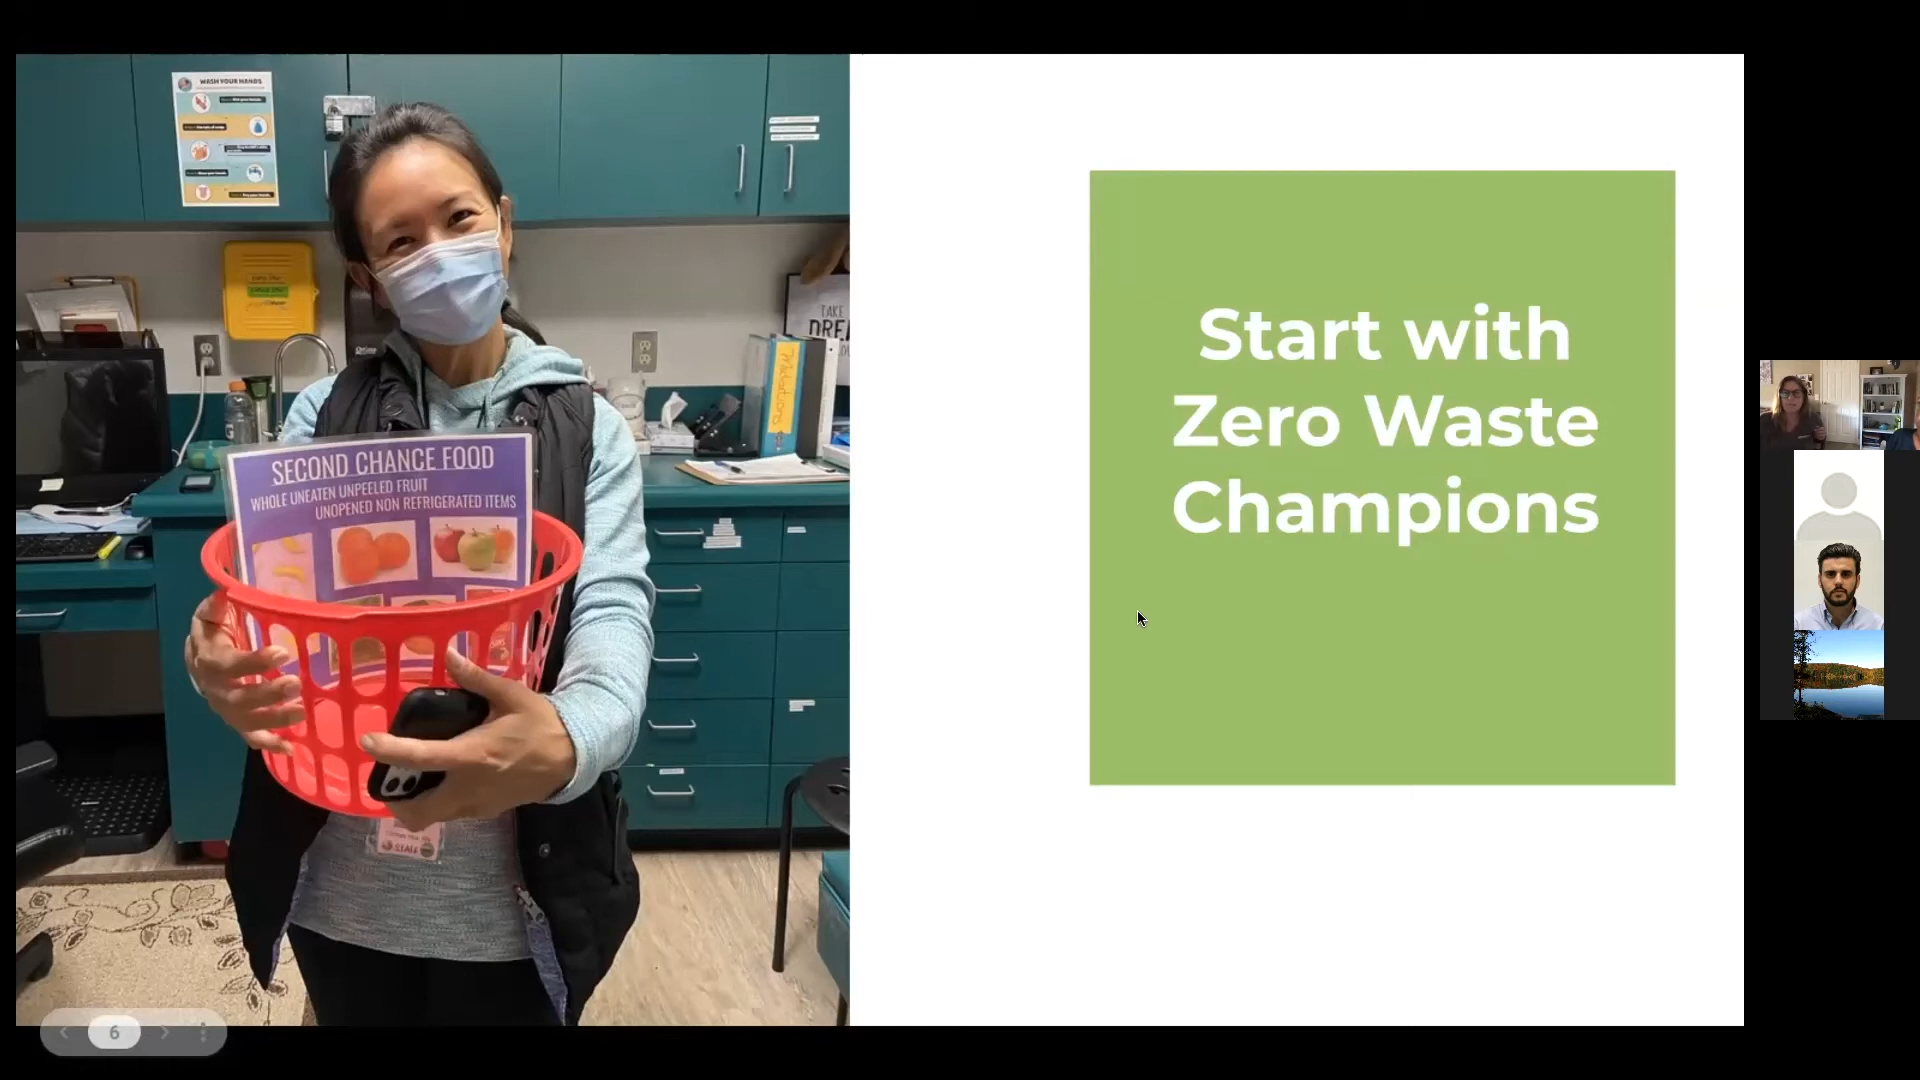 WASH YOUR HANDS
TAKE
SECOND CHANCE FOOD
WHOLE UNEATEN UNPEELED FRUIT
UNOPENED NON REFRIGERATED ITEMS
STAFF
Start with
Zero Waste
Champions
6